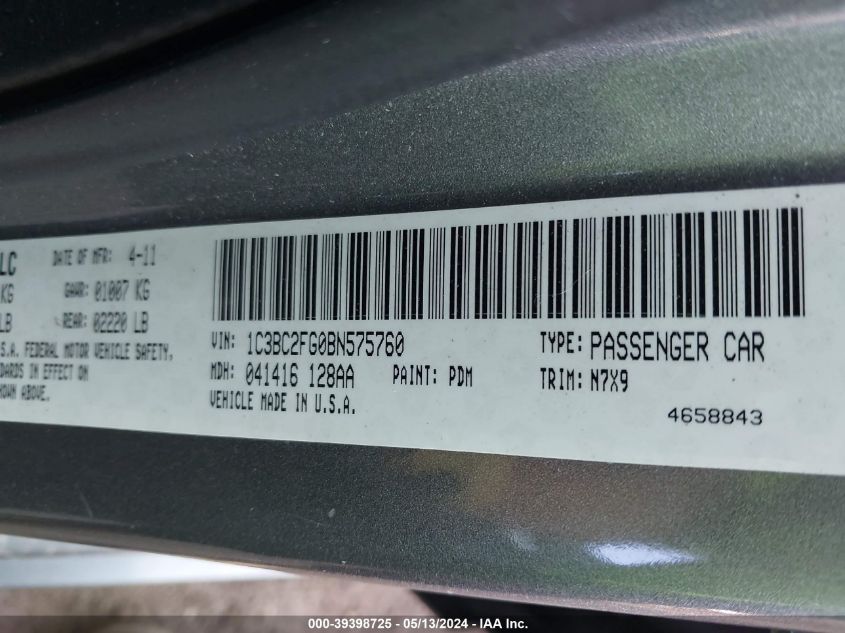 LC DATE OF MFR: 4-11
KG GAWR: 01007 KG
LB REAR: 02220 LB
S.A. FEDERAL MOTOR VEHICLE SAFETY,
DARDS IN EFFECT ON
HOWN ABOVE.
VIN: 1C3BC2FG0BN575760 TYPE: PASSENGER CAR
MDH: 041416 128AA PAINT: PDM TRIM: N7X9
VEHICLE MADE IN U.S.A.
4658843
000-39398725 - 05/13/2024 - IAA Inc.